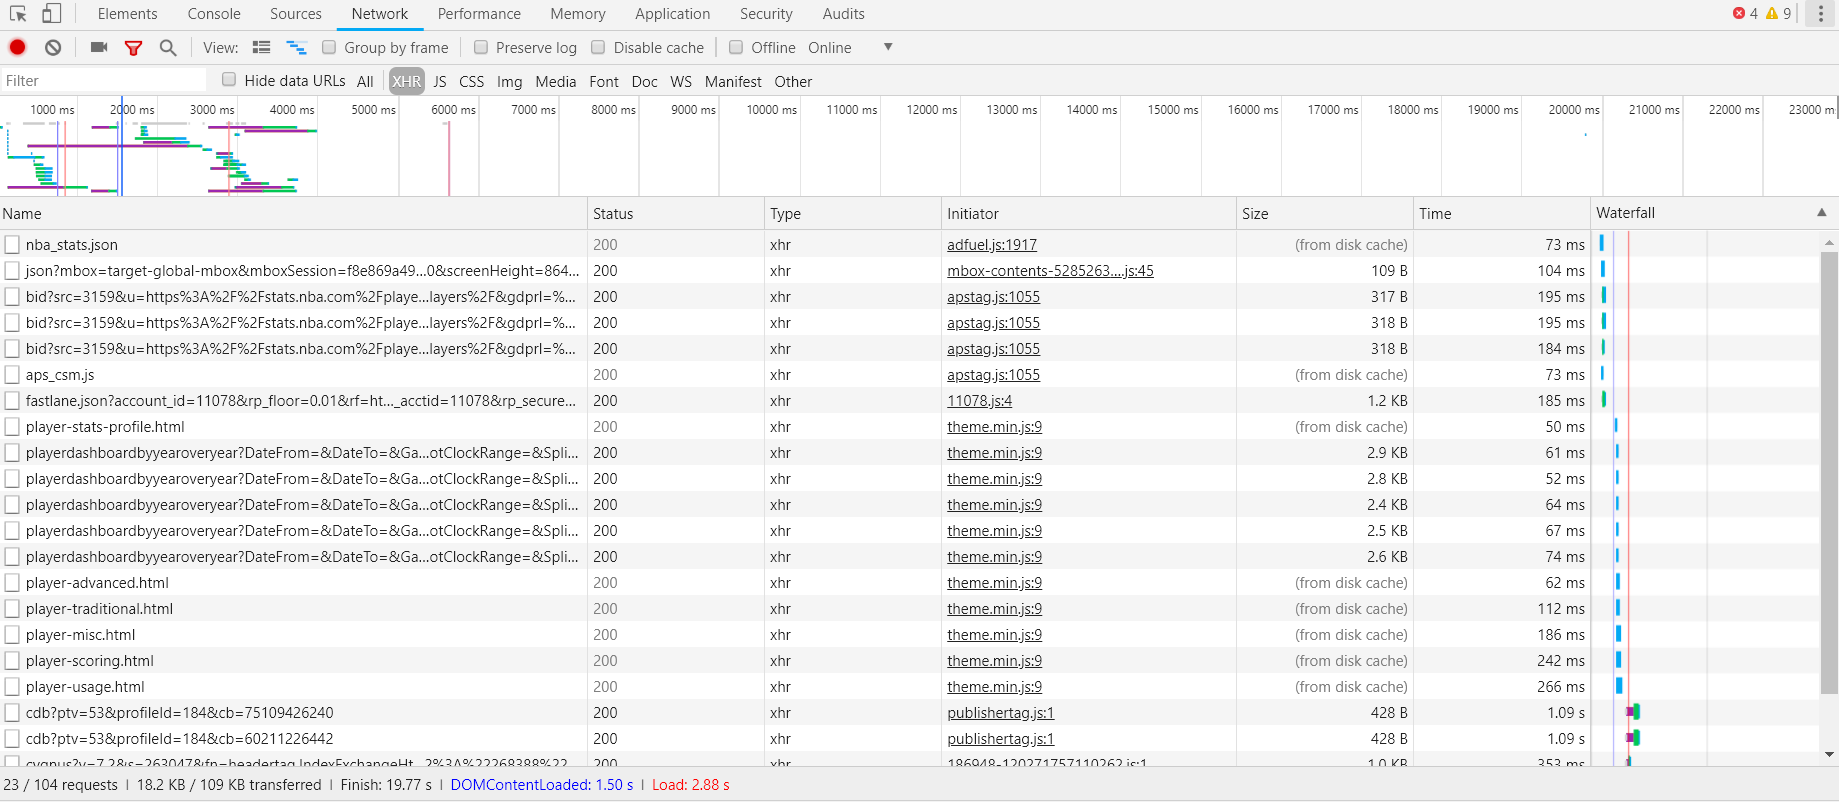 Elements Console Sources Network Performance Memory Application Security Audits 4 9
View: Group by frame Preserve log Disable cache Offline Online
Filter Hide data URLs All XHR JS CSS Img Media Font Doc WS Manifest Other
1000 ms 2000 ms 3000 ms 4000 ms 5000 ms 6000 ms 7000 ms 8000 ms 9000 ms 10000 ms 11000 ms 12000 ms 13000 ms 14000 ms 15000 ms 16000 ms 17000 ms 18000 ms 19000 ms 20000 ms 21000 ms 22000 ms 23000 m
Name Status Type Initiator Size Time Waterfall
nba_stats.json 200 xhr adfuel.js:1917 (from disk cache) 73 ms
json?mbox=target-global-mbox&mboxSession=f8e869a49...0&screenHeight=864... 200 xhr mbox-contents-5285263....js:45 109 B 104 ms
bid?src=3159&u=https%3A%2F%2Fstats.nba.com%2Fplaye...layers%2F&gdprl=%... 200 xhr apstag.js:1055 317 B 195 ms
bid?src=3159&u=https%3A%2F%2Fstats.nba.com%2Fplaye...layers%2F&gdprl=%... 200 xhr apstag.js:1055 318 B 195 ms
bid?src=3159&u=https%3A%2F%2Fstats.nba.com%2Fplaye...layers%2F&gdprl=%... 200 xhr apstag.js:1055 318 B 184 ms
aps_csm.js 200 xhr apstag.js:1055 (from disk cache) 73 ms
fastlane.json?account_id=11078&rp_floor=0.01&rf=ht..._acctid=11078&rp_secure... 200 xhr 11078.js:4 1.2 KB 185 ms
player-stats-profile.html 200 xhr theme.min.js:9 (from disk cache) 50 ms
playerdashboardbyyearoveryear?DateFrom=&DateTo=&Ga...otClockRange=&Spli... 200 xhr theme.min.js:9 2.9 KB 61 ms
playerdashboardbyyearoveryear?DateFrom=&DateTo=&Ga...otClockRange=&Spli... 200 xhr theme.min.js:9 2.8 KB 52 ms
playerdashboardbyyearoveryear?DateFrom=&DateTo=&Ga...otClockRange=&Spli... 200 xhr theme.min.js:9 2.4 KB 64 ms
playerdashboardbyyearoveryear?DateFrom=&DateTo=&Ga...otClockRange=&Spli... 200 xhr theme.min.js:9 2.5 KB 67 ms
playerdashboardbyyearoveryear?DateFrom=&DateTo=&Ga...otClockRange=&Spli... 200 xhr theme.min.js:9 2.6 KB 74 ms
player-advanced.html 200 xhr theme.min.js:9 (from disk cache) 62 ms
player-traditional.html 200 xhr theme.min.js:9 (from disk cache) 112 ms
player-misc.html 200 xhr theme.min.js:9 (from disk cache) 186 ms
player-scoring.html 200 xhr theme.min.js:9 (from disk cache) 242 ms
player-usage.html 200 xhr theme.min.js:9 (from disk cache) 266 ms
cdb?ptv=53&profileId=184&cb=75109426240 200 xhr publishertag.js:1 428 B 1.09 s
cdb?ptv=53&profileId=184&cb=60211226442 200 xhr publishertag.js:1 428 B 1.09 s
cygnus?v=7.2&s=263047&fn=headertag.IndexExchangeHt...2%3A%22268388%22... 200 xhr 186948-120271757110262.js:1 1.0 KB 353 ms
23 / 104 requests | 18.2 KB / 109 KB transferred | Finish: 19.77 s | DOMContentLoaded: 1.50 s | Load: 2.88 s